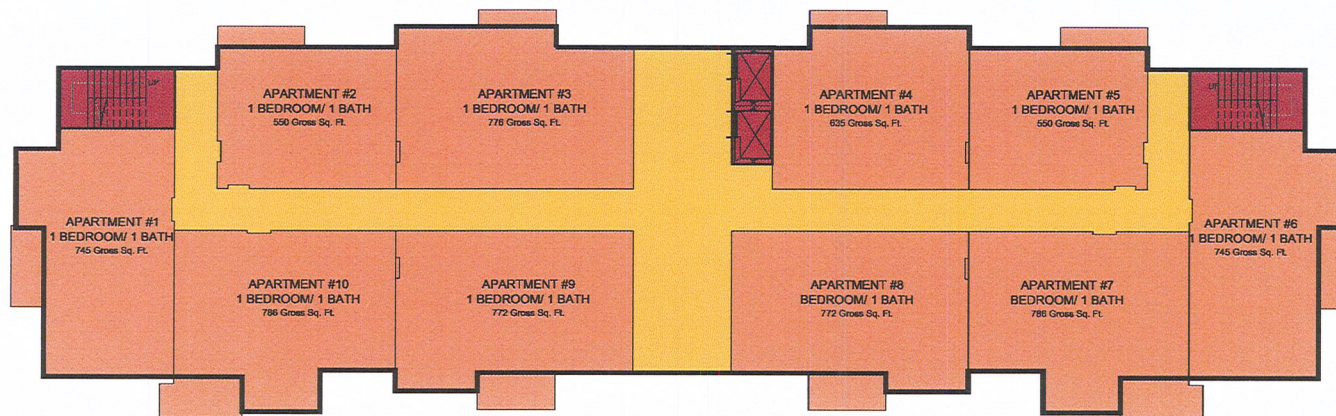 UP
APARTMENT #2
1 BEDROOM/ 1 BATH
550 Gross Sq. Ft.
APARTMENT #3
1 BEDROOM/ 1 BATH
776 Gross Sq. Ft.
APARTMENT #4
1 BEDROOM/ 1 BATH
635 Gross Sq. Ft.
APARTMENT #5
1 BEDROOM/ 1 BATH
550 Gross Sq. Ft.
UP
APARTMENT #1
1 BEDROOM/ 1 BATH
745 Gross Sq. Ft.
APARTMENT #6
1 BEDROOM/ 1 BATH
745 Gross Sq. Ft.
APARTMENT #10
1 BEDROOM/ 1 BATH
786 Gross Sq. Ft.
APARTMENT #9
1 BEDROOM/ 1 BATH
772 Gross Sq. Ft.
APARTMENT #8
BEDROOM/ 1 BATH
772 Gross Sq. Ft.
APARTMENT #7
BEDROOM/ 1 BATH
786 Gross Sq. Ft.